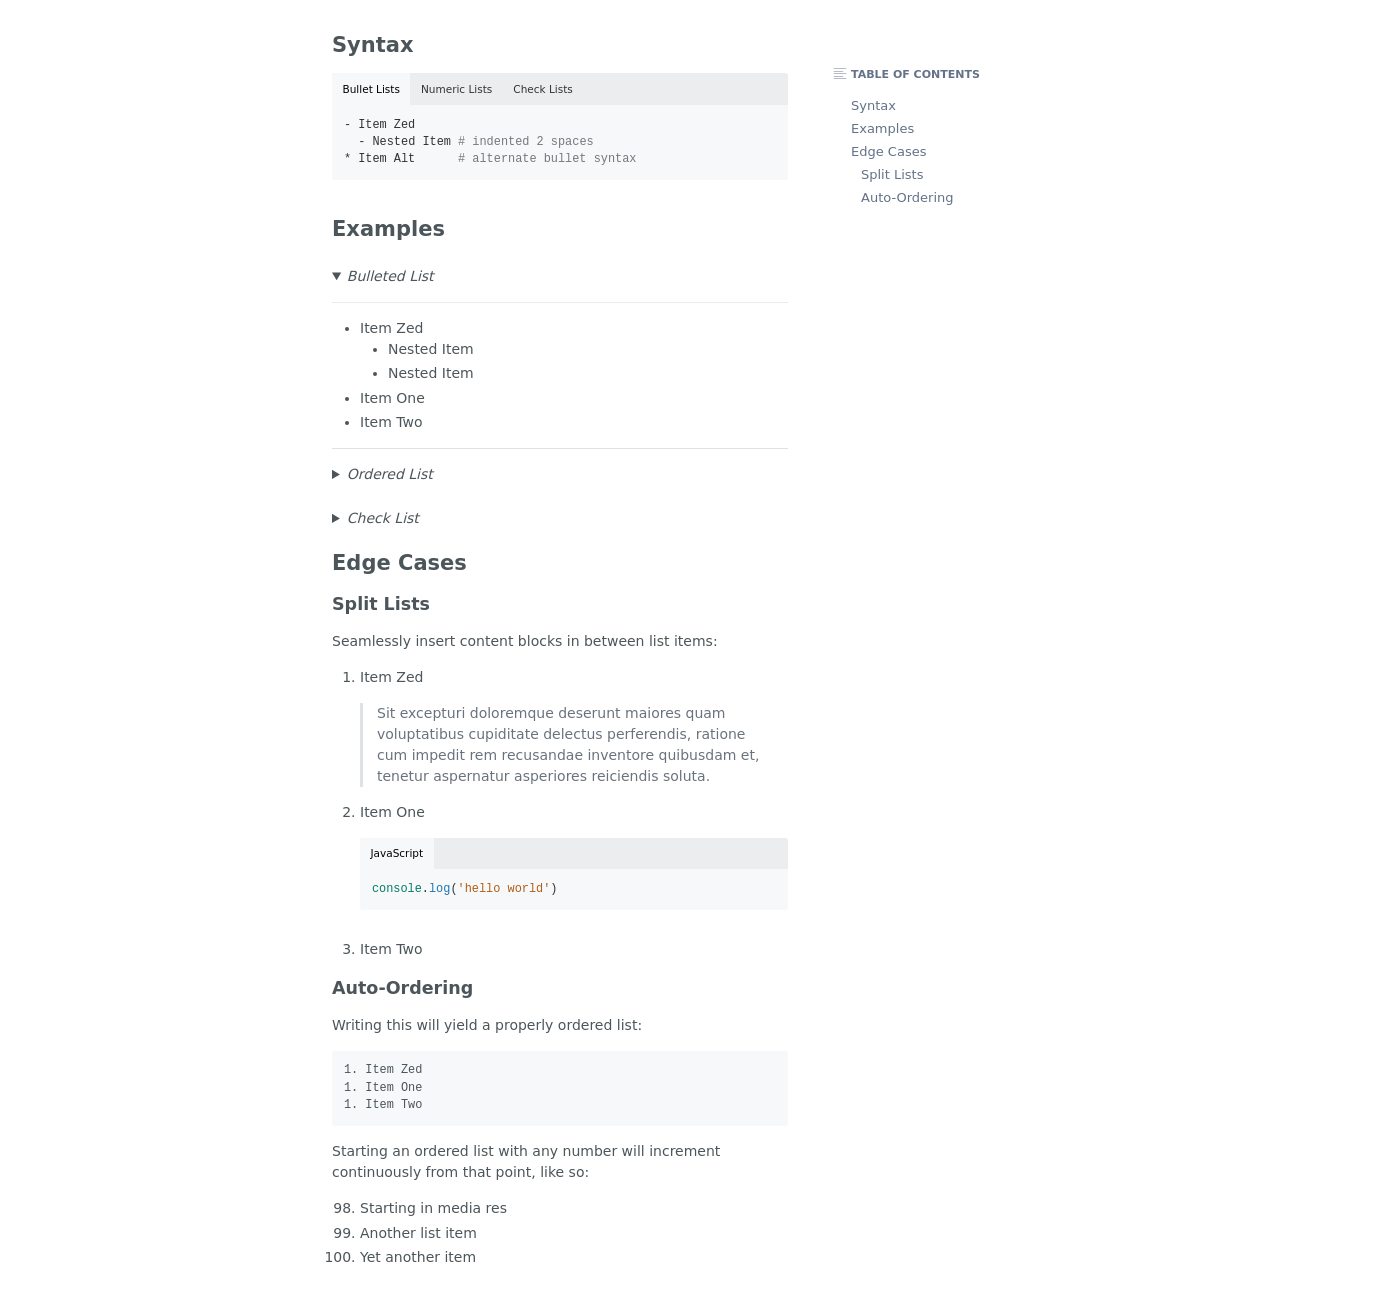 Syntax
TABLE OF CONTENTS
Syntax
Examples
Edge Cases
Split Lists
Auto-Ordering
Bullet Lists Numeric Lists Check Lists
- Item Zed
  - Nested Item # indented 2 spaces
* Item Alt      # alternate bullet syntax
Examples
▼ Bulleted List
• Item Zed
• Nested Item
• Nested Item
• Item One
• Item Two
▶ Ordered List
▶ Check List
Edge Cases
Split Lists
Seamlessly insert content blocks in between list items:
1. Item Zed
Sit excepturi doloremque deserunt maiores quam
voluptatibus cupiditate delectus perferendis, ratione
cum impedit rem recusandae inventore quibusdam et,
tenetur aspernatur asperiores reiciendis soluta.
2. Item One
JavaScript
console.log('hello world')
3. Item Two
Auto-Ordering
Writing this will yield a properly ordered list:
1. Item Zed
1. Item One
1. Item Two
Starting an ordered list with any number will increment
continuously from that point, like so:
98. Starting in media res
99. Another list item
100. Yet another item